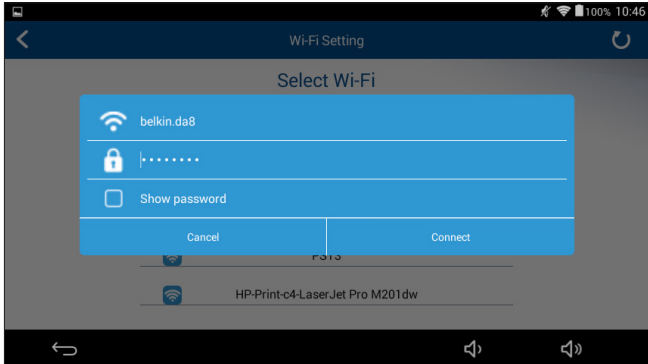 100% 10:46
Wi-Fi Setting
Select Wi-Fi
belkin.da8
········
Show password
Cancel
Connect
HP-Print-c4-LaserJet Pro M201dw